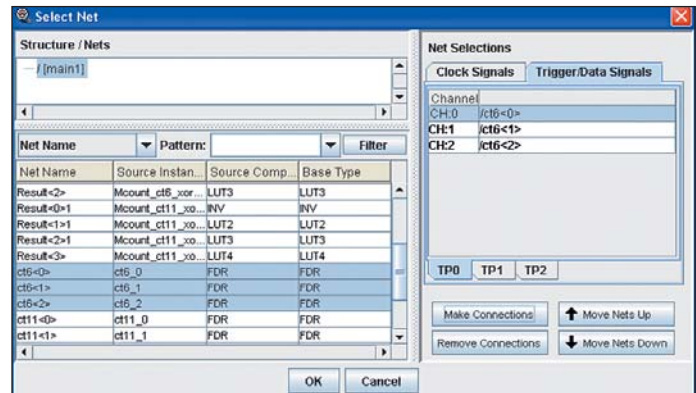 Select Net
Structure / Nets
/ [main1]
Net Name Pattern: Filter
Net Name Source Instan... Source Comp... Base Type
Result<2> Mcount_ct6_xor... LUT3 LUT3
Result<0>1 Mcount_ct11_xo... INV INV
Result<1>1 Mcount_ct11_xo... LUT2 LUT2
Result<2>1 Mcount_ct11_xo... LUT3 LUT3
Result<3> Mcount_ct11_xo... LUT4 LUT4
ct6<0> ct6_0 FDR FDR
ct6<1> ct6_1 FDR FDR
ct6<2> ct6_2 FDR FDR
ct11<0> ct11_0 FDR FDR
ct11<1> ct11_1 FDR FDR
Net Selections
Clock Signals Trigger/Data Signals
Channel
CH:0 /ct6<0>
CH:1 /ct6<1>
CH:2 /ct6<2>
TP0 TP1 TP2
Make Connections Move Nets Up
Remove Connections Move Nets Down
OK Cancel